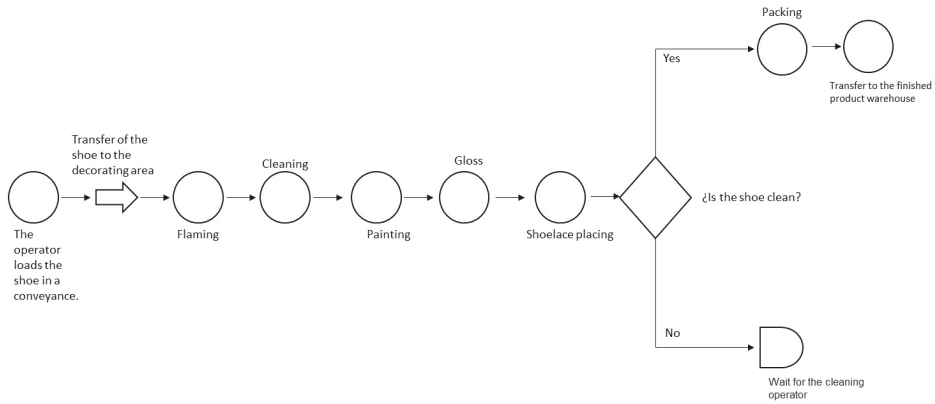 Packing
Yes
Transfer to the finished
product warehouse
Transfer of the
shoe to the
decorating area
Cleaning
Gloss
¿Is the shoe clean?
The
operator
loads the
shoe in a
conveyance.
Flaming
Painting
Shoelace placing
No
Wait for the cleaning
operator